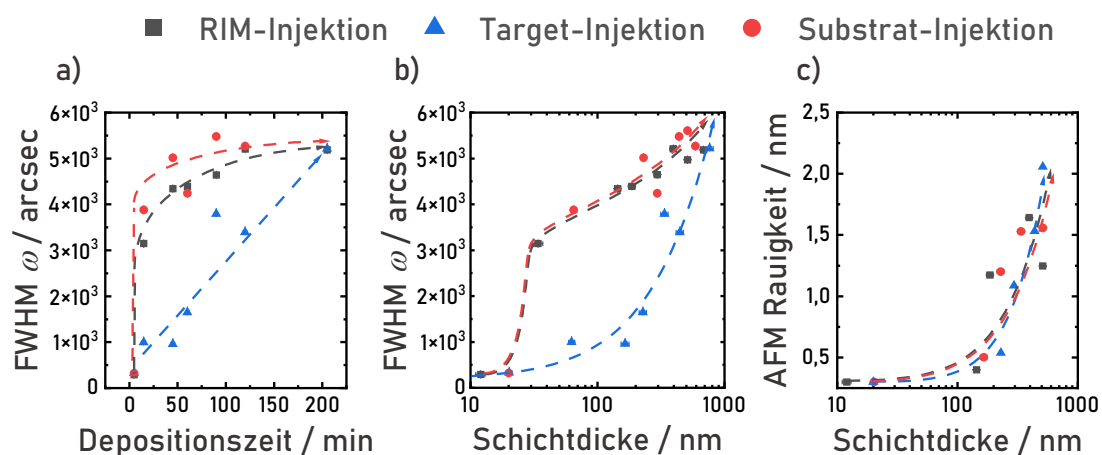 RIM-Injektion Target-Injektion Substrat-Injektion
a) b) c)
FWHM ω / arcsec
6×10³
5×10³
4×10³
3×10³
2×10³
1×10³
0
0 50 100 150 200
Depositionszeit / min
FWHM ω / arcsec
6×10³
5×10³
4×10³
3×10³
2×10³
1×10³
0
10 100 1000
Schichtdicke / nm
AFM Rauigkeit / nm
2,5
2,0
1,5
1,0
0,5
10 100 1000
Schichtdicke / nm